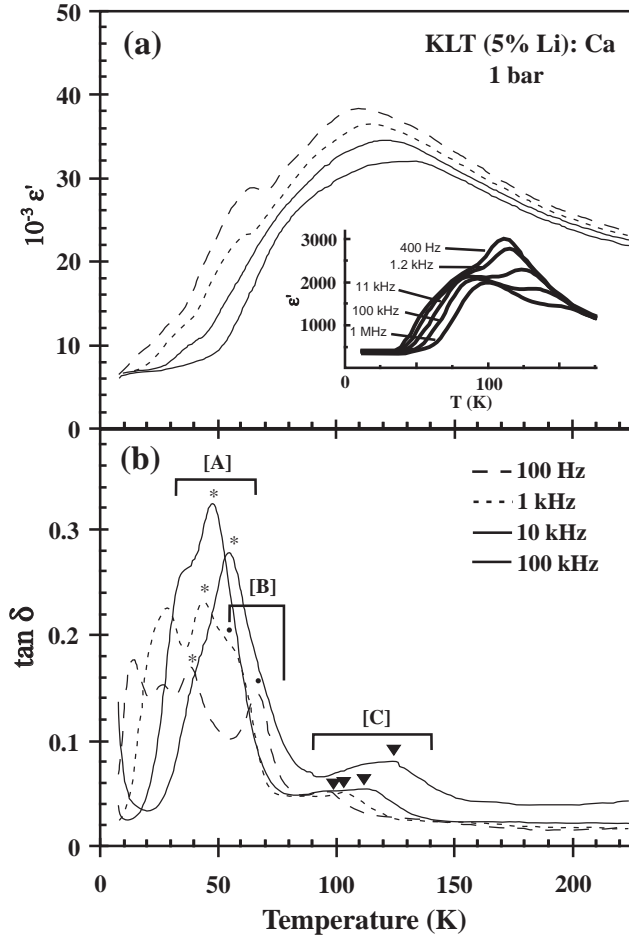 (a)
KLT (5% Li): Ca
1 bar
50
40
30
20
10
0
10⁻³ ε'
3000
2000
1000
ε'
400 Hz
1.2 kHz
11 kHz
100 kHz
1 MHz
0
100
T (K)
(b)
[A]
[B]
[C]
100 Hz
1 kHz
10 kHz
100 kHz
0.3
0.2
0.1
0
tan δ
0
50
100
150
200
Temperature (K)